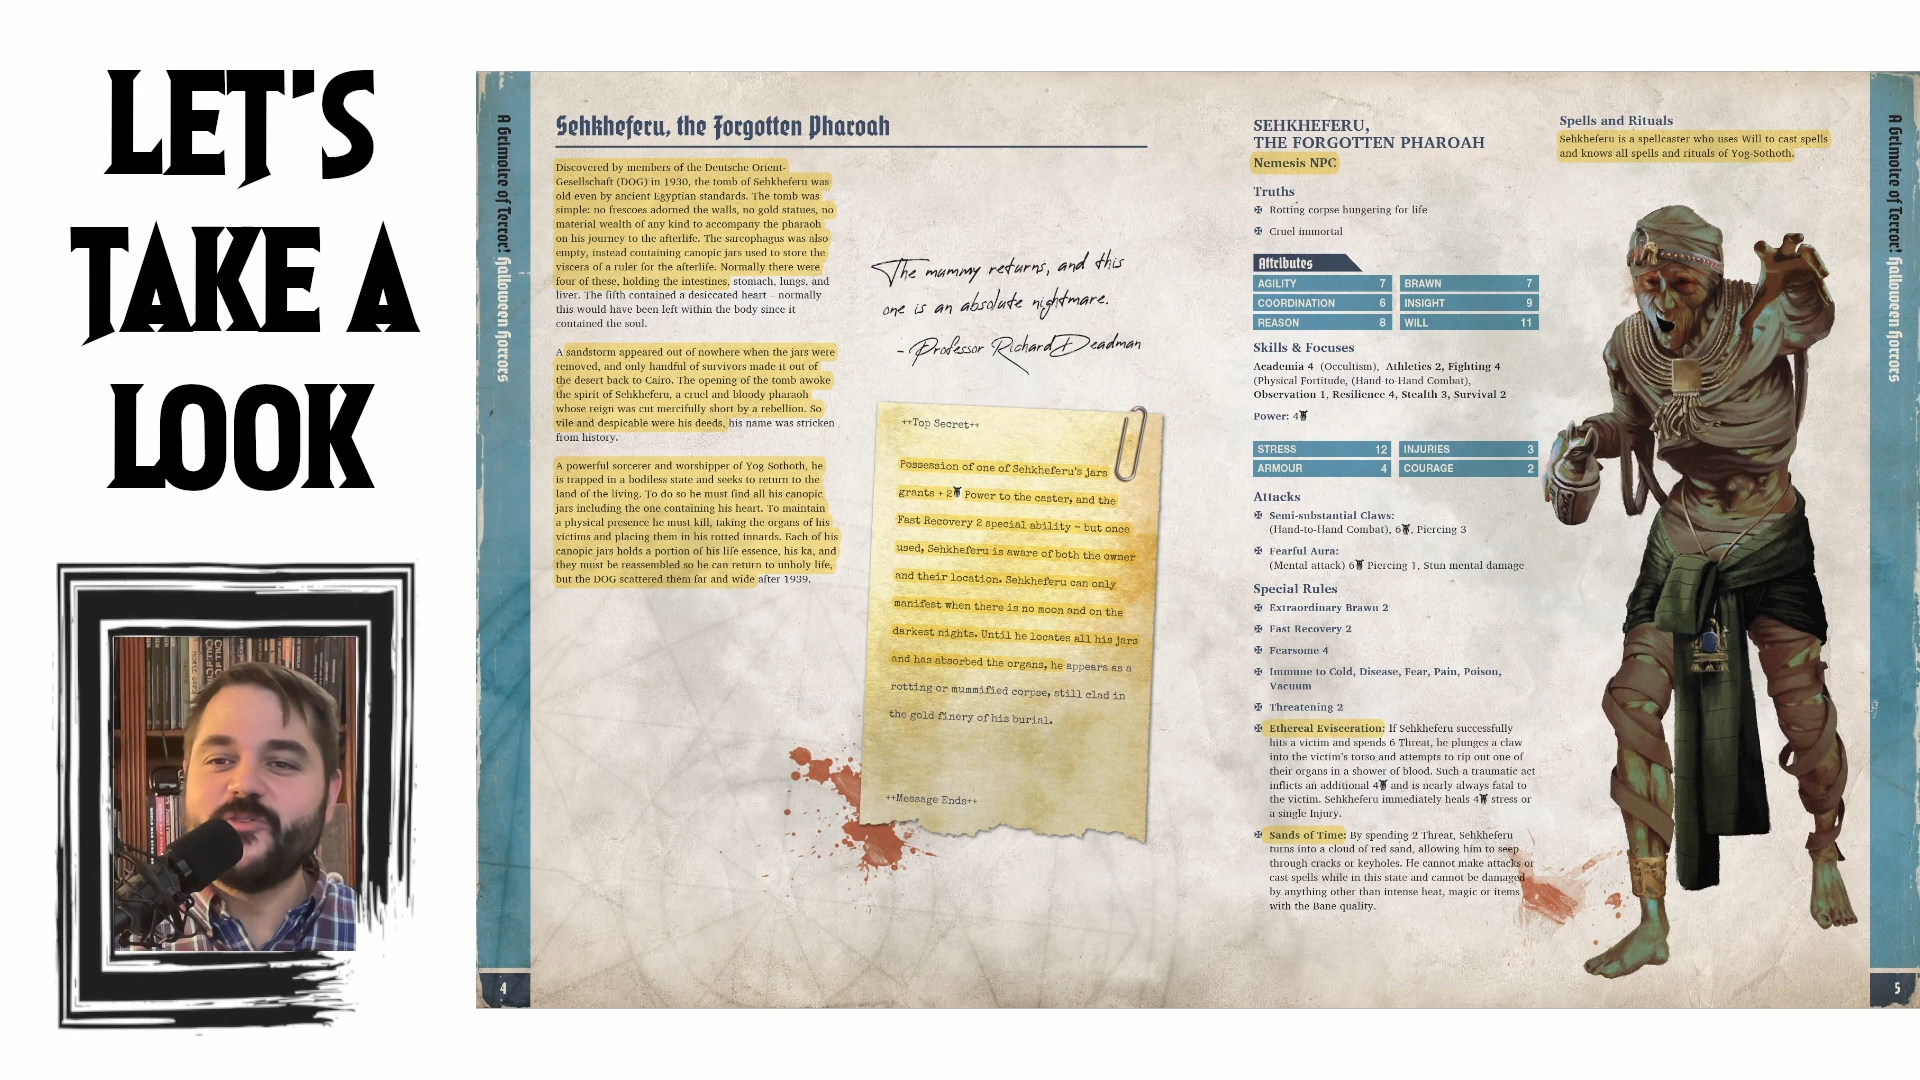 LET'S
TAKE A
LOOK
A Grimoire of Terror! Halloween Horrors
4
Sehkheferu, the Forgotten Pharoah
Discovered by members of the Deutsche Orient-
Gesellschaft (DOG) in 1930, the tomb of Sehkheferu was
old even by ancient Egyptian standards. The tomb was
simple: no frescoes adorned the walls, no gold statues, no
material wealth of any kind to accompany the pharaoh
on his journey to the afterlife. The sarcophagus was also
empty, instead containing canopic jars used to store the
viscera of a ruler for the afterlife. Normally there were
four of these, holding the intestines, stomach, lungs, and
liver. The fifth contained a desiccated heart – normally
this would have been left within the body since it
contained the soul.
A sandstorm appeared out of nowhere when the jars were
removed, and only handful of survivors made it out of
the desert back to Cairo. The opening of the tomb awoke
the spirit of Sehkheferu, a cruel and bloody pharaoh
whose reign was cut mercifully short by a rebellion. So
vile and despicable were his deeds, his name was stricken
from history.
A powerful sorcerer and worshipper of Yog Sothoth, he
is trapped in a bodiless state and seeks to return to the
land of the living. To do so he must find all his canopic
jars including the one containing his heart. To maintain
a physical presence he must kill, taking the organs of his
victims and placing them in his rotted innards. Each of his
canopic jars holds a portion of his life essence, his ka, and
they must be reassembled so he can return to unholy life,
but the DOG scattered them far and wide after 1939.
The mummy returns, and this
one is an absolute nightmare.
- Professor Richard Deadman
++Top Secret++
Possession of one of Sehkheferu's jars
grants + 2 Power to the caster, and the
Fast Recovery 2 special ability – but once
used, Sehkheferu is aware of both the owner
and their location. Sehkheferu can only
manifest when there is no moon and on the
darkest nights. Until he locates all his jars
and has absorbed the organs, he appears as a
rotting or mummified corpse, still clad in
the gold finery of his burial.
++Message Ends++
SEHKHEFERU,
THE FORGOTTEN PHAROAH
Nemesis NPC
Truths
Rotting corpse hungering for life
Cruel immortal
Attributes
AGILITY 7 BRAWN 7
COORDINATION 6 INSIGHT 9
REASON 8 WILL 11
Skills & Focuses
Academia 4 (Occultism), Athletics 2, Fighting 4
(Physical Fortitude, (Hand-to-Hand Combat),
Observation 1, Resilience 4, Stealth 3, Survival 2
Power: 4
STRESS 12 INJURIES 3
ARMOUR 4 COURAGE 2
Attacks
Semi-substantial Claws:
(Hand-to-Hand Combat), 6, Piercing 3
Fearful Aura:
(Mental attack) 6 Piercing 1, Stun mental damage
Special Rules
Extraordinary Brawn 2
Fast Recovery 2
Fearsome 4
Immune to Cold, Disease, Fear, Pain, Poison,
Vacuum
Threatening 2
Ethereal Evisceration: If Sehkheferu successfully
hits a victim and spends 6 Threat, he plunges a claw
into the victim's torso and attempts to rip out one of
their organs in a shower of blood. Such a traumatic act
inflicts an additional 4 and is nearly always fatal to
the victim. Sehkheferu immediately heals 4 stress or
a single Injury.
Sands of Time: By spending 2 Threat, Sehkheferu
turns into a cloud of red sand, allowing him to seep
through cracks or keyholes. He cannot make attacks or
cast spells while in this state and cannot be damaged
by anything other than intense heat, magic or items
with the Bane quality.
Spells and Rituals
Sehkheferu is a spellcaster who uses Will to cast spells
and knows all spells and rituals of Yog-Sothoth.
A Grimoire of Terror! Halloween Horrors
5